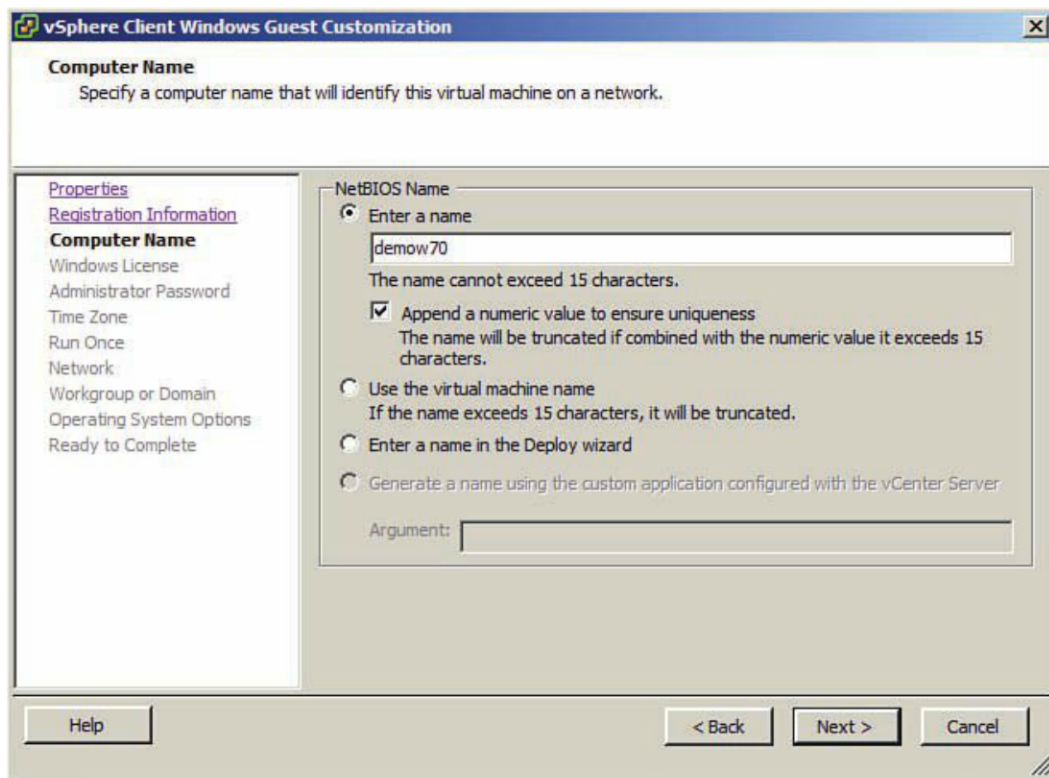 vSphere Client Windows Guest Customization
Computer Name
Specify a computer name that will identify this virtual machine on a network.
Properties
Registration Information
Computer Name
Windows License
Administrator Password
Time Zone
Run Once
Network
Workgroup or Domain
Operating System Options
Ready to Complete
NetBIOS Name
Enter a name
demow70
The name cannot exceed 15 characters.
Append a numeric value to ensure uniqueness
The name will be truncated if combined with the numeric value it exceeds 15
characters.
Use the virtual machine name
If the name exceeds 15 characters, it will be truncated.
Enter a name in the Deploy wizard
Generate a name using the custom application configured with the vCenter Server
Argument:
Help
< Back
Next >
Cancel